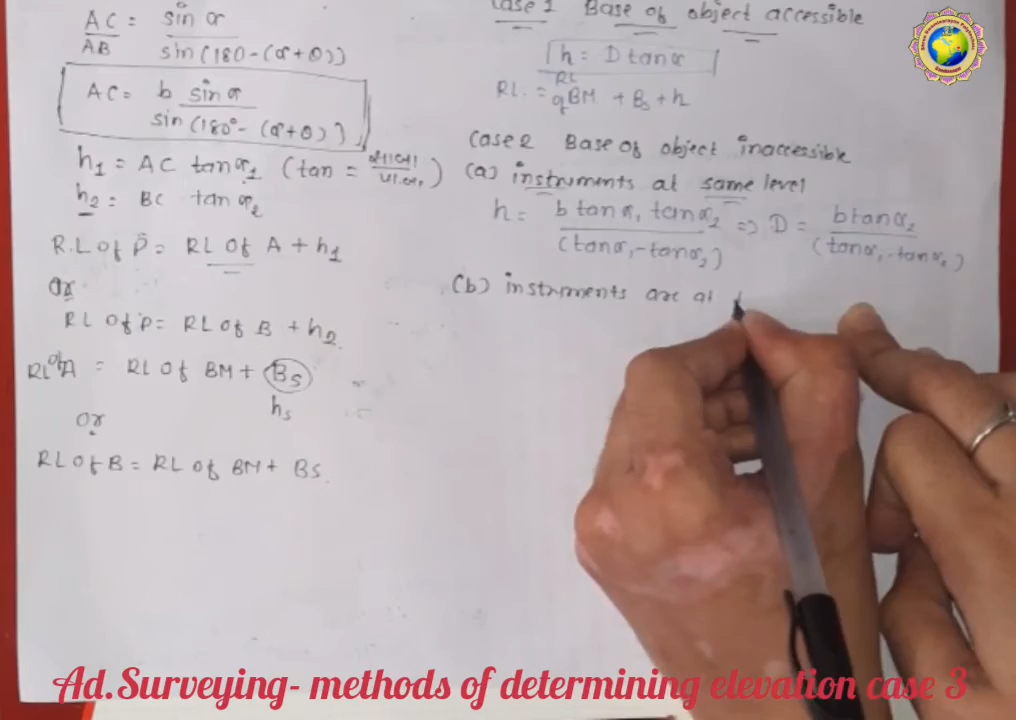 AC/AB = sin α / sin(180-(α+θ))
AC = b sin α / sin(180°-(α+θ))
h₁ = AC tan α₁ (tan =
h₂ = BC tan α₂
R.L of P = RL of A + h₁
Or
RL of P = RL of B + h₂.
RL of A = RL of BM + Bs
hs
Or
RL of B = RL of BM + Bs.
Case 1 Base of object accessible
h = D tan α
RL. = RL of BM + Bs + h
Case 2 Base of object inaccessible
(a) instruments at same level
h = b tan α₁ tan α₂ / (tan α₁ - tan α₂) => D = b tan α₂ / (tan α₁ - tan α₂)
(b) instruments are at
Ad.Surveying- methods of determining elevation case 3